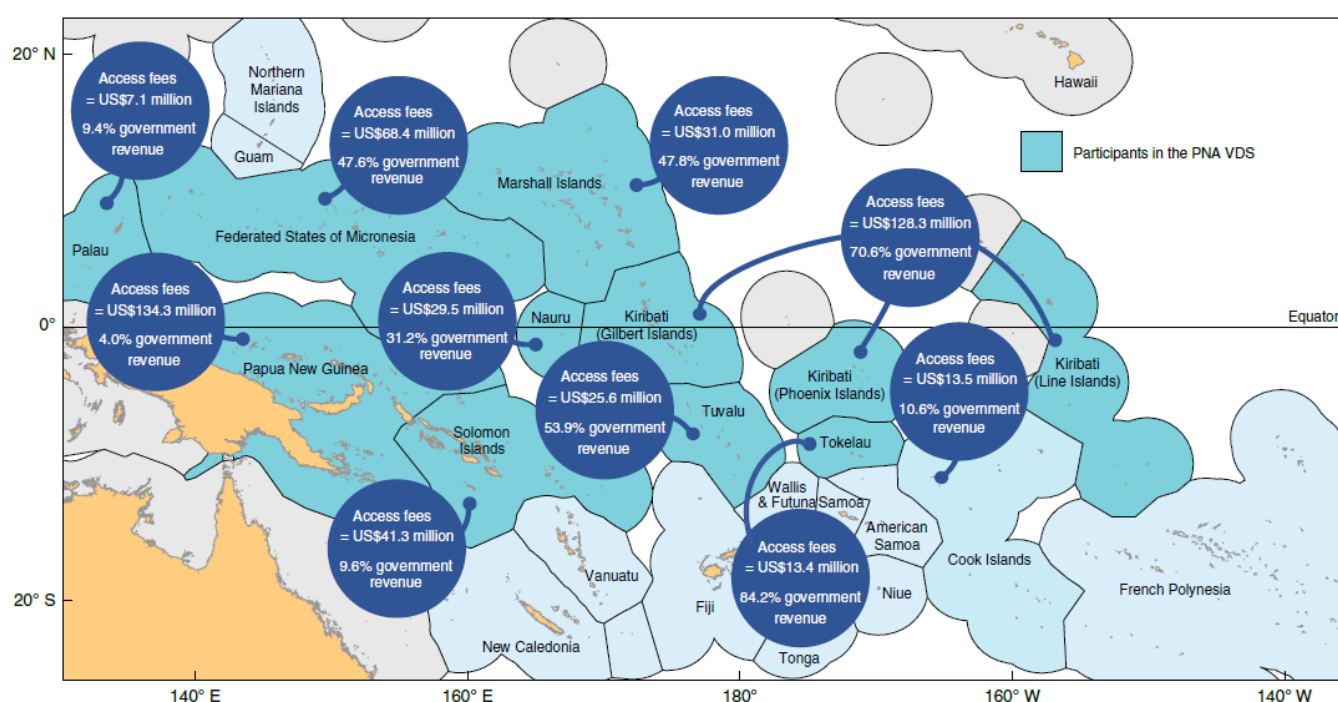 20° N
0°
20° S
140° E
160° E
180°
160° W
140° W
Access fees
= US$7.1 million
9.4% government
revenue
Northern
Mariana
Islands
Guam
Access fees
= US$68.4 million
47.6% government
revenue
Access fees
= US$31.0 million
47.8% government
revenue
Hawaii
Participants in the PNA VDS
Marshall Islands
Access fees
= US$128.3 million
70.6% government
revenue
Palau
Federated States of Micronesia
Access fees
= US$134.3 million
4.0% government
revenue
Access fees
= US$29.5 million
31.2% government
revenue
Nauru
Kiribati
(Gilbert Islands)
Equator
Papua New Guinea
Access fees
= US$25.6 million
53.9% government
revenue
Tuvalu
Kiribati
(Phoenix Islands)
Access fees
= US$13.5 million
10.6% government
revenue
Kiribati
(Line Islands)
Solomon
Islands
Tokelau
Wallis
& Futuna
Samoa
American
Samoa
Access fees
= US$41.3 million
9.6% government
revenue
Vanuatu
Fiji
Access fees
= US$13.4 million
84.2% government
revenue
Niue
Cook Islands
French Polynesia
New Caledonia
Tonga